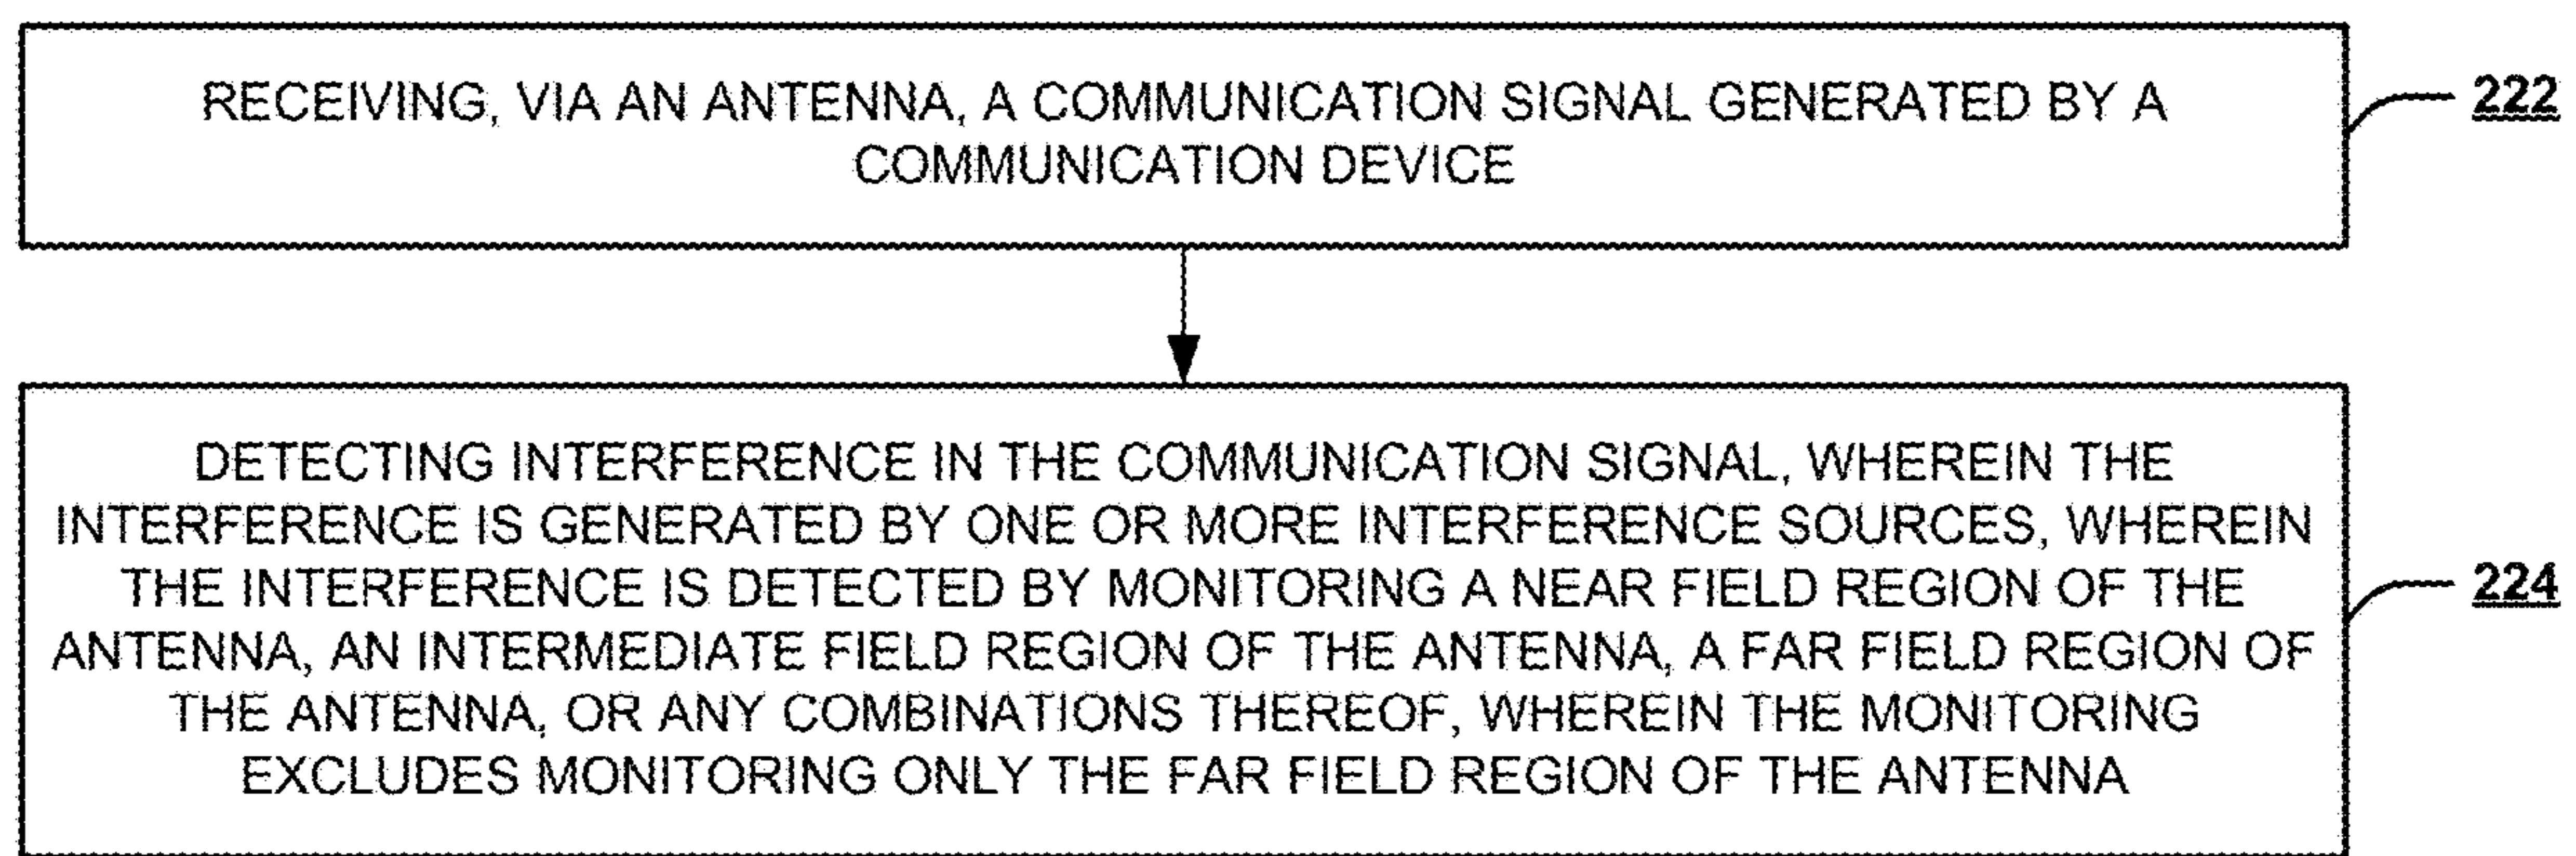 RECEIVING, VIA AN ANTENNA, A COMMUNICATION SIGNAL GENERATED BY A
COMMUNICATION DEVICE
222
DETECTING INTERFERENCE IN THE COMMUNICATION SIGNAL, WHEREIN THE
INTERFERENCE IS GENERATED BY ONE OR MORE INTERFERENCE SOURCES, WHEREIN
THE INTERFERENCE IS DETECTED BY MONITORING A NEAR FIELD REGION OF THE
ANTENNA, AN INTERMEDIATE FIELD REGION OF THE ANTENNA, A FAR FIELD REGION OF
THE ANTENNA, OR ANY COMBINATIONS THEREOF, WHEREIN THE MONITORING
EXCLUDES MONITORING ONLY THE FAR FIELD REGION OF THE ANTENNA
224